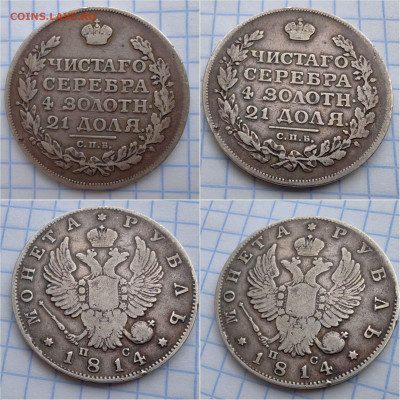 СОINS.LAVE.RU
ЧИСТАГО
СЕРЕБРА
4 ЗОЛОТН
21 ДОЛЯ.
С.П.Б.
ЧИСТАГО
СЕРЕБРА
4 ЗОЛОТН
21 ДОЛЯ.
С.П.Б.
МОНЕТА * РУБЛЬ
П С
* 1814 *
МОНЕТА * РУБЛЬ
П С
* 1814 *